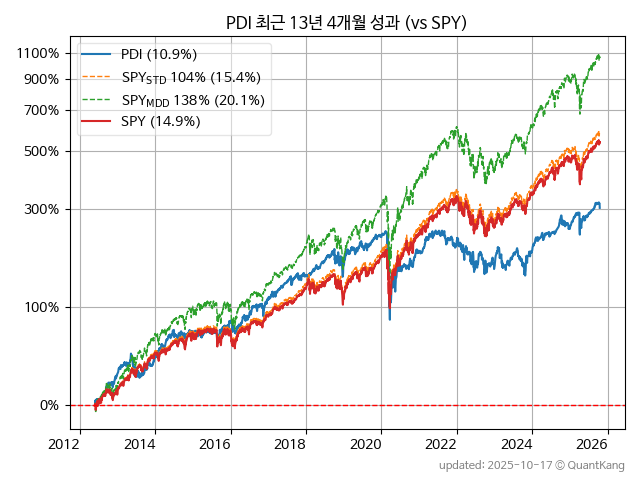 PDI 최근 13년 4개월 성과 (vs SPY)
PDI (10.9%)
SPY_STD 104% (15.4%)
SPY_MDD 138% (20.1%)
SPY (14.9%)
1100%
900%
700%
500%
300%
100%
0%
2012 2014 2016 2018 2020 2022 2024 2026
updated: 2025-10-17 © QuantKang